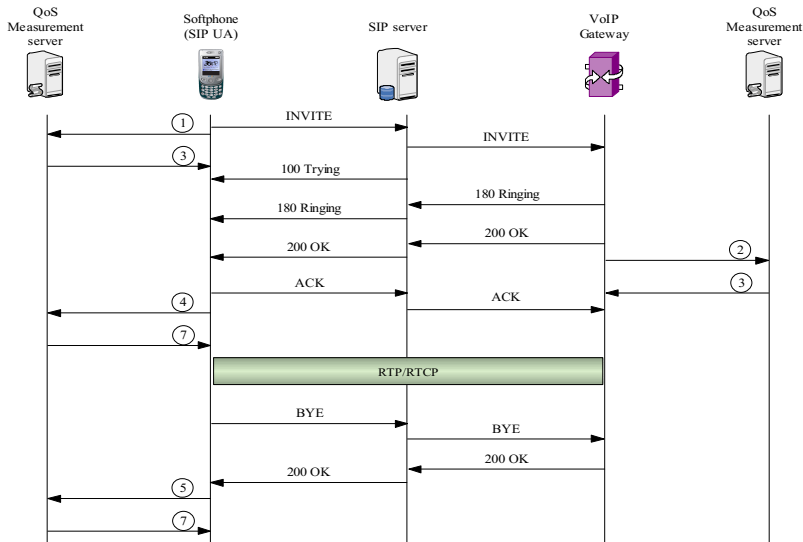 QoS
Measurement
server
Softphone
(SIP UA)
SIP server
VoIP
Gateway
QoS
Measurement
server
INVITE
1
INVITE
3
100 Trying
180 Ringing
180 Ringing
200 OK
200 OK
2
ACK
3
4
ACK
7
RTP/RTCP
BYE
BYE
200 OK
200 OK
5
7